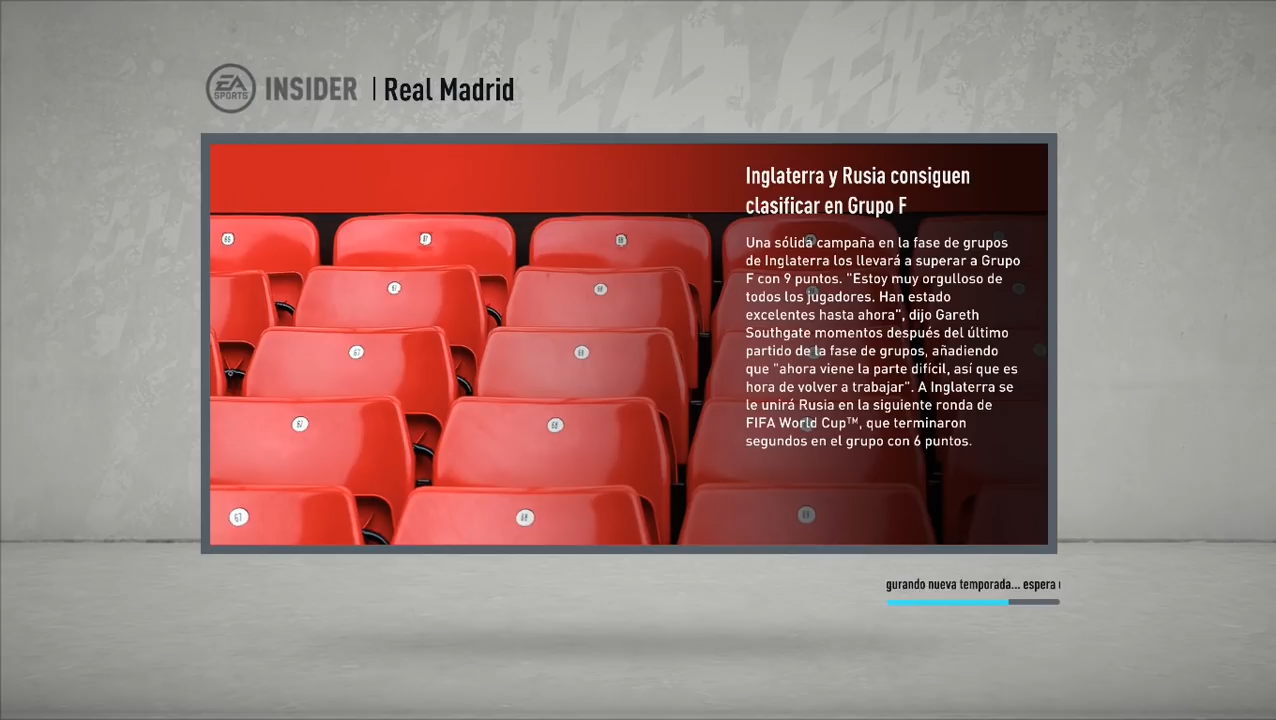 EA SPORTS INSIDER | Real Madrid
Inglaterra y Rusia consiguen
clasificar en Grupo F
Una sólida campaña en la fase de grupos
de Inglaterra los llevará a superar a Grupo
F con 9 puntos. "Estoy muy orgulloso de
todos los jugadores. Han estado
excelentes hasta ahora", dijo Gareth
Southgate momentos después del último
partido de la fase de grupos, añadiendo
que "ahora viene la parte difícil, así que es
hora de volver a trabajar". A Inglaterra se
le unirá Rusia en la siguiente ronda de
FIFA World Cup™, que terminaron
segundos en el grupo con 6 puntos.
gurando nueva temporada... espera